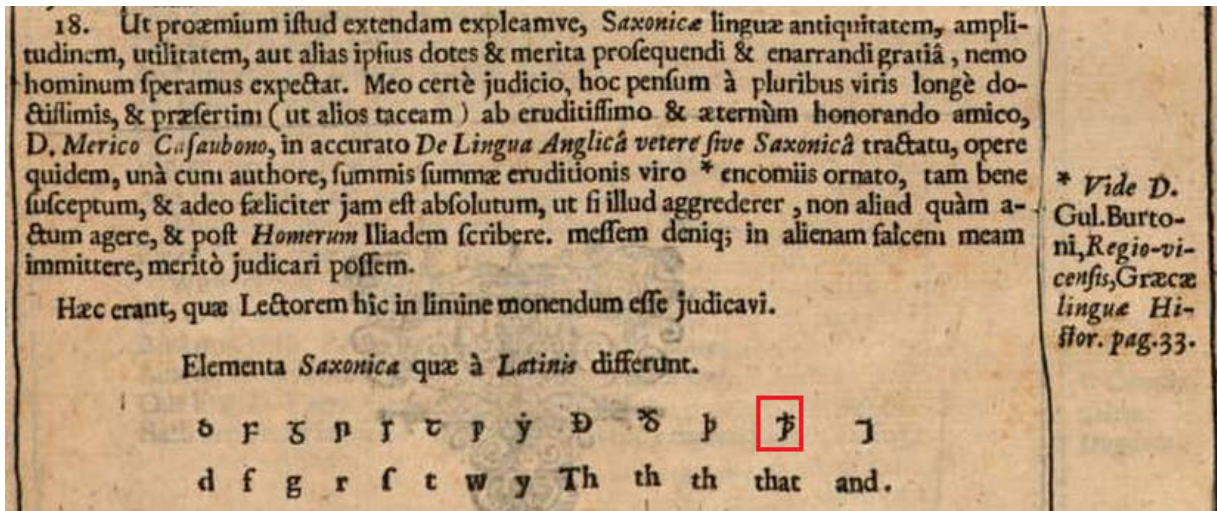 18. Ut proæmium iſtud extendam expleamve, Saxonicæ linguæ antiquitatem, ampli-
tudinem, utilitatem, aut alias ipſius dotes & merita proſequendi & enarrandi gratiâ, nemo
hominum ſperamus expectat. Meo certè judicio, hoc penſum à pluribus viris longè do-
ctiſſimis, & præſertim ( ut alios taceam ) ab eruditiſſimo & æternùm honorando amico,
D. Merico Caſaubono, in accurato De Lingua Anglicâ vetere ſive Saxonicâ tractatu, opere
quidem, unà cum authore, ſummis ſummæ eruditionis viro * encomiis ornato, tam bene
ſuſceptum, & adeo fæliciter jam eſt abſolutum, ut ſi illud aggrederer, non aliud quàm a-
ctum agere, & poſt Homerum Iliadem ſcribere. meſſem deniq; in alienam falcem meam
immittere, meritò judicari poſſem.
* Vide D.
Gul. Burto-
ni, Regio-vi-
cenſis, Græcæ
linguæ Hi-
ſtor. pag. 33.
Hæc erant, quæ Lectorem hîc in limine monendum eſſe judicavi.
Elementa Saxonica quæ à Latinis differunt.
ꝺ ꝼ ᵹ ꞃ ꞅ ꞇ ƿ ẏ Ð ð þ ꝥ ⁊
d f g r ſ t w y Th th th that and.